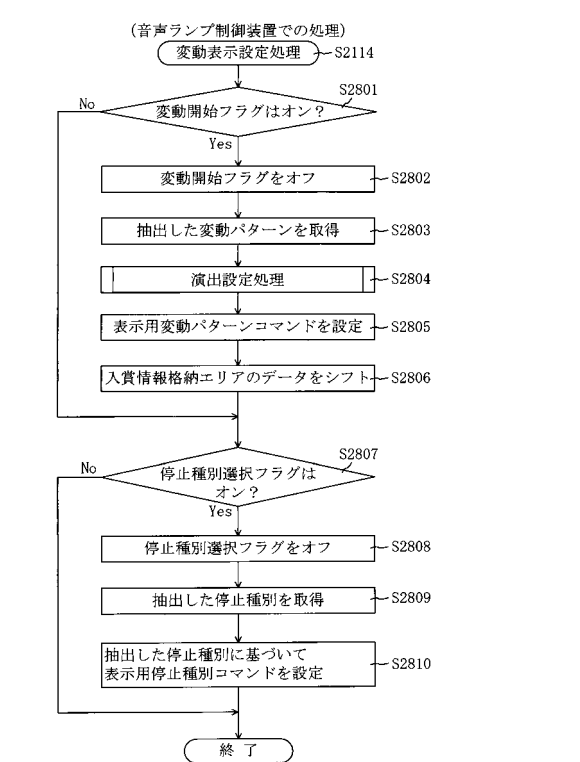 (音声ランプ制御装置での処理)
変動表示設定処理 S2114
S2801
No
変動開始フラグはオン?
Yes
変動開始フラグをオフ S2802
抽出した変動パターンを取得 S2803
演出設定処理 S2804
表示用変動パターンコマンドを設定 S2805
入賞情報格納エリアのデータをシフト S2806
S2807
No
停止種別選択フラグは
オン?
Yes
停止種別選択フラグをオフ S2808
抽出した停止種別を取得 S2809
抽出した停止種別に基づいて
表示用停止種別コマンドを設定 S2810
終了